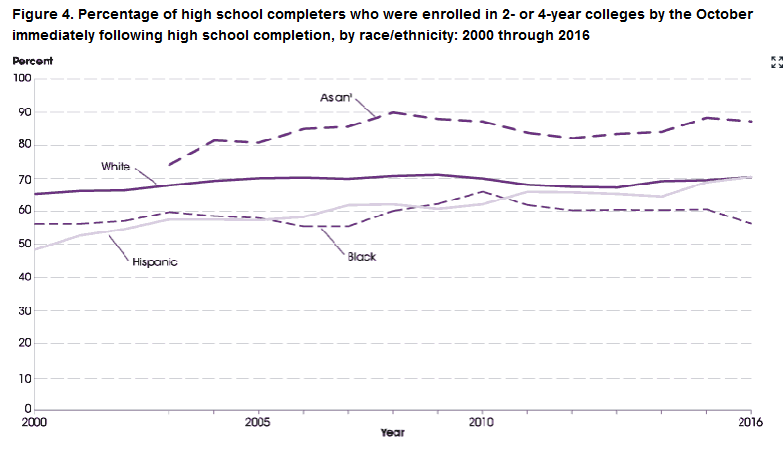 Figure 4. Percentage of high school completers who were enrolled in 2- or 4-year colleges by the October
immediately following high school completion, by race/ethnicity: 2000 through 2016
Percent
100
90
Asan¹
80
White
70
60
50
Hispanic
Black
40
30
20
10
0
2000 2005 2010 2016
Year